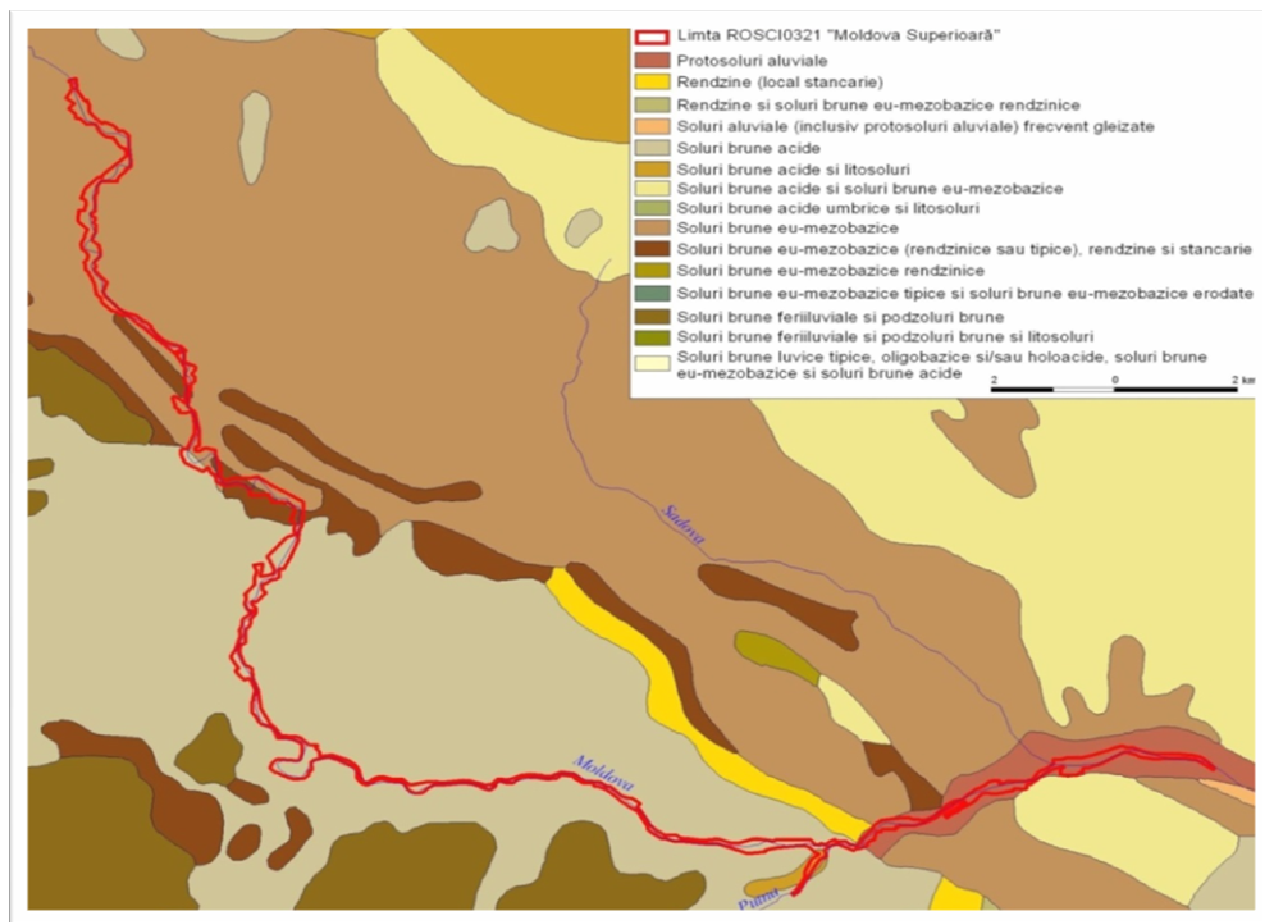 Limta ROSCI0321 "Moldova Superioară"
Protosoluri aluviale
Rendzine (local stancarie)
Rendzine si soluri brune eu-mezobazice rendzinice
Soluri aluviale (inclusiv protosoluri aluviale) frecvent gleizate
Soluri brune acide
Soluri brune acide si litosoluri
Soluri brune acide si soluri brune eu-mezobazice
Soluri brune acide umbrice si litosoluri
Soluri brune eu-mezobazice
Soluri brune eu-mezobazice (rendzinice sau tipice), rendzine si stancarie
Soluri brune eu-mezobazice rendzinice
Soluri brune eu-mezobazice tipice si soluri brune eu-mezobazice erodate
Soluri brune feriiluviale si podzoluri brune
Soluri brune feriiluviale si podzoluri brune si litosoluri
Soluri brune luvice tipice, oligobazice si/sau holoacide, soluri brune
eu-mezobazice si soluri brune acide
2 0 2 km
Sadova
Moldova
Putna